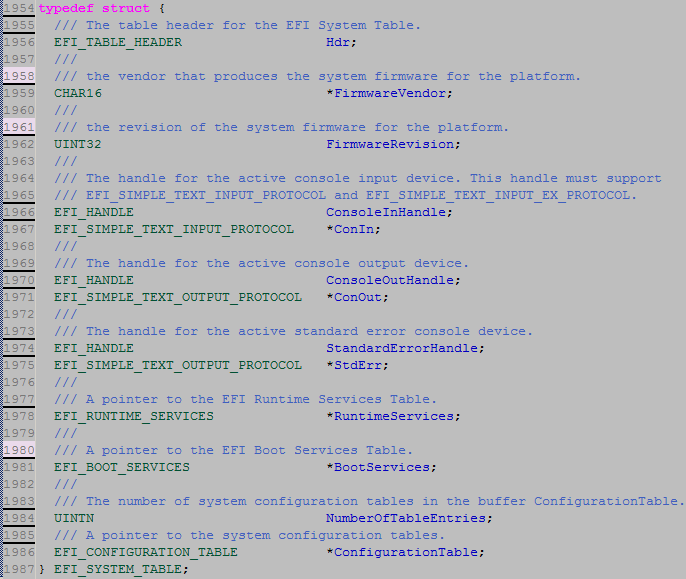 1954 typedef struct {
1955 /// The table header for the EFI System Table.
1956 EFI_TABLE_HEADER Hdr;
1957 ///
1958 /// the vendor that produces the system firmware for the platform.
1959 CHAR16 *FirmwareVendor;
1960 ///
1961 /// the revision of the system firmware for the platform.
1962 UINT32 FirmwareRevision;
1963 ///
1964 /// The handle for the active console input device. This handle must support
1965 /// EFI_SIMPLE_TEXT_INPUT_PROTOCOL and EFI_SIMPLE_TEXT_INPUT_EX_PROTOCOL.
1966 EFI_HANDLE ConsoleInHandle;
1967 EFI_SIMPLE_TEXT_INPUT_PROTOCOL *ConIn;
1968 ///
1969 /// The handle for the active console output device.
1970 EFI_HANDLE ConsoleOutHandle;
1971 EFI_SIMPLE_TEXT_OUTPUT_PROTOCOL *ConOut;
1972 ///
1973 /// The handle for the active standard error console device.
1974 EFI_HANDLE StandardErrorHandle;
1975 EFI_SIMPLE_TEXT_OUTPUT_PROTOCOL *StdErr;
1976 ///
1977 /// A pointer to the EFI Runtime Services Table.
1978 EFI_RUNTIME_SERVICES *RuntimeServices;
1979 ///
1980 /// A pointer to the EFI Boot Services Table.
1981 EFI_BOOT_SERVICES *BootServices;
1982 ///
1983 /// The number of system configuration tables in the buffer ConfigurationTable.
1984 UINTN NumberOfTableEntries;
1985 /// A pointer to the system configuration tables.
1986 EFI_CONFIGURATION_TABLE *ConfigurationTable;
1987 } EFI_SYSTEM_TABLE;